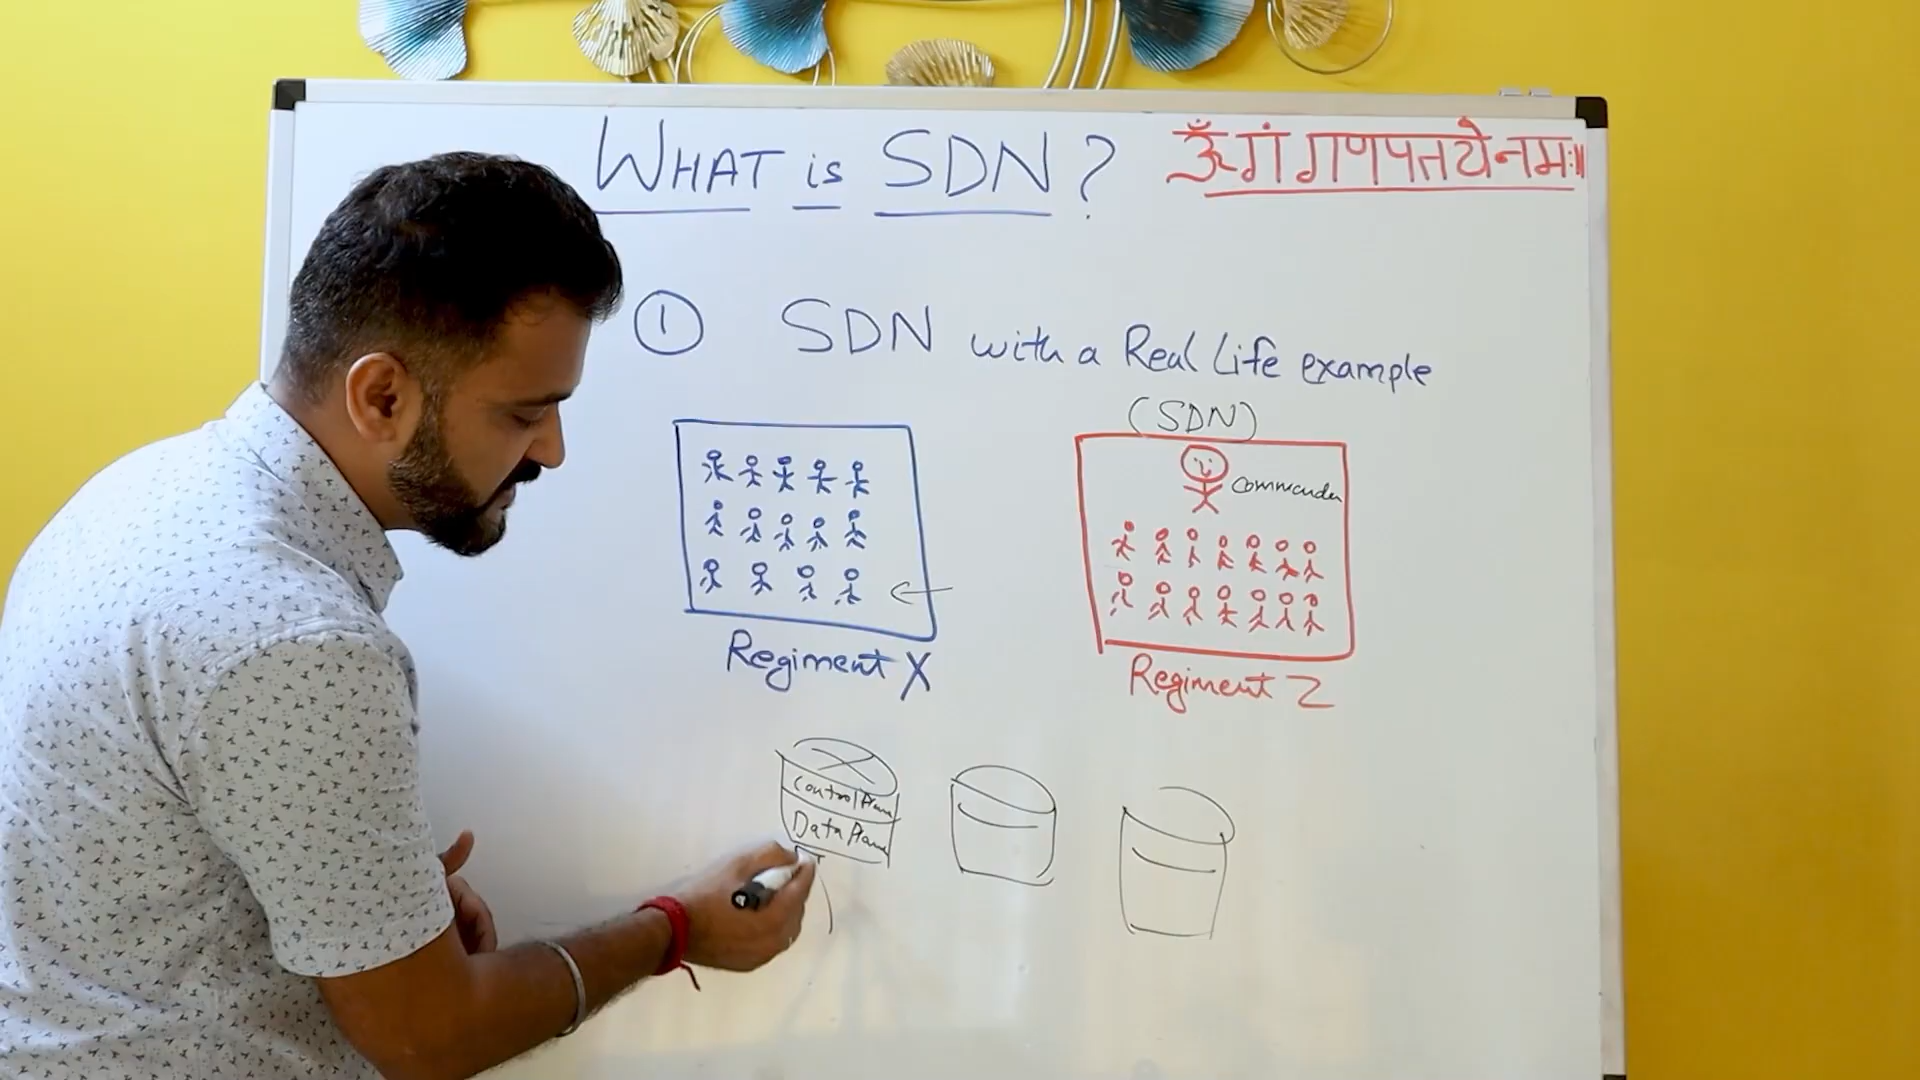 WHAT is SDN?
ॐ गं गणपतये नमः॥
1 SDN with a Real Life example
(SDN)
Commander
Regiment X
Regiment Z
Control Plane
Data Plane